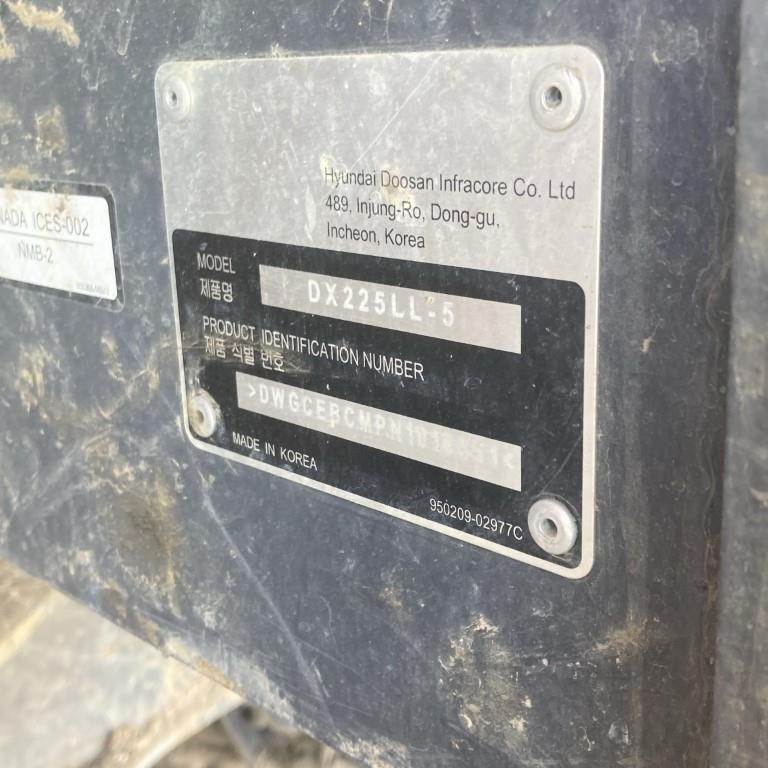 NADA ICES-002
NMB-2
Hyundai Doosan Infracore Co. Ltd
489, Injung-Ro, Dong-gu,
Incheon, Korea
MODEL
제품명
DX225LL-5
PRODUCT IDENTIFICATION NUMBER
제품 식별 번호
MADE IN KOREA
950209-02977C